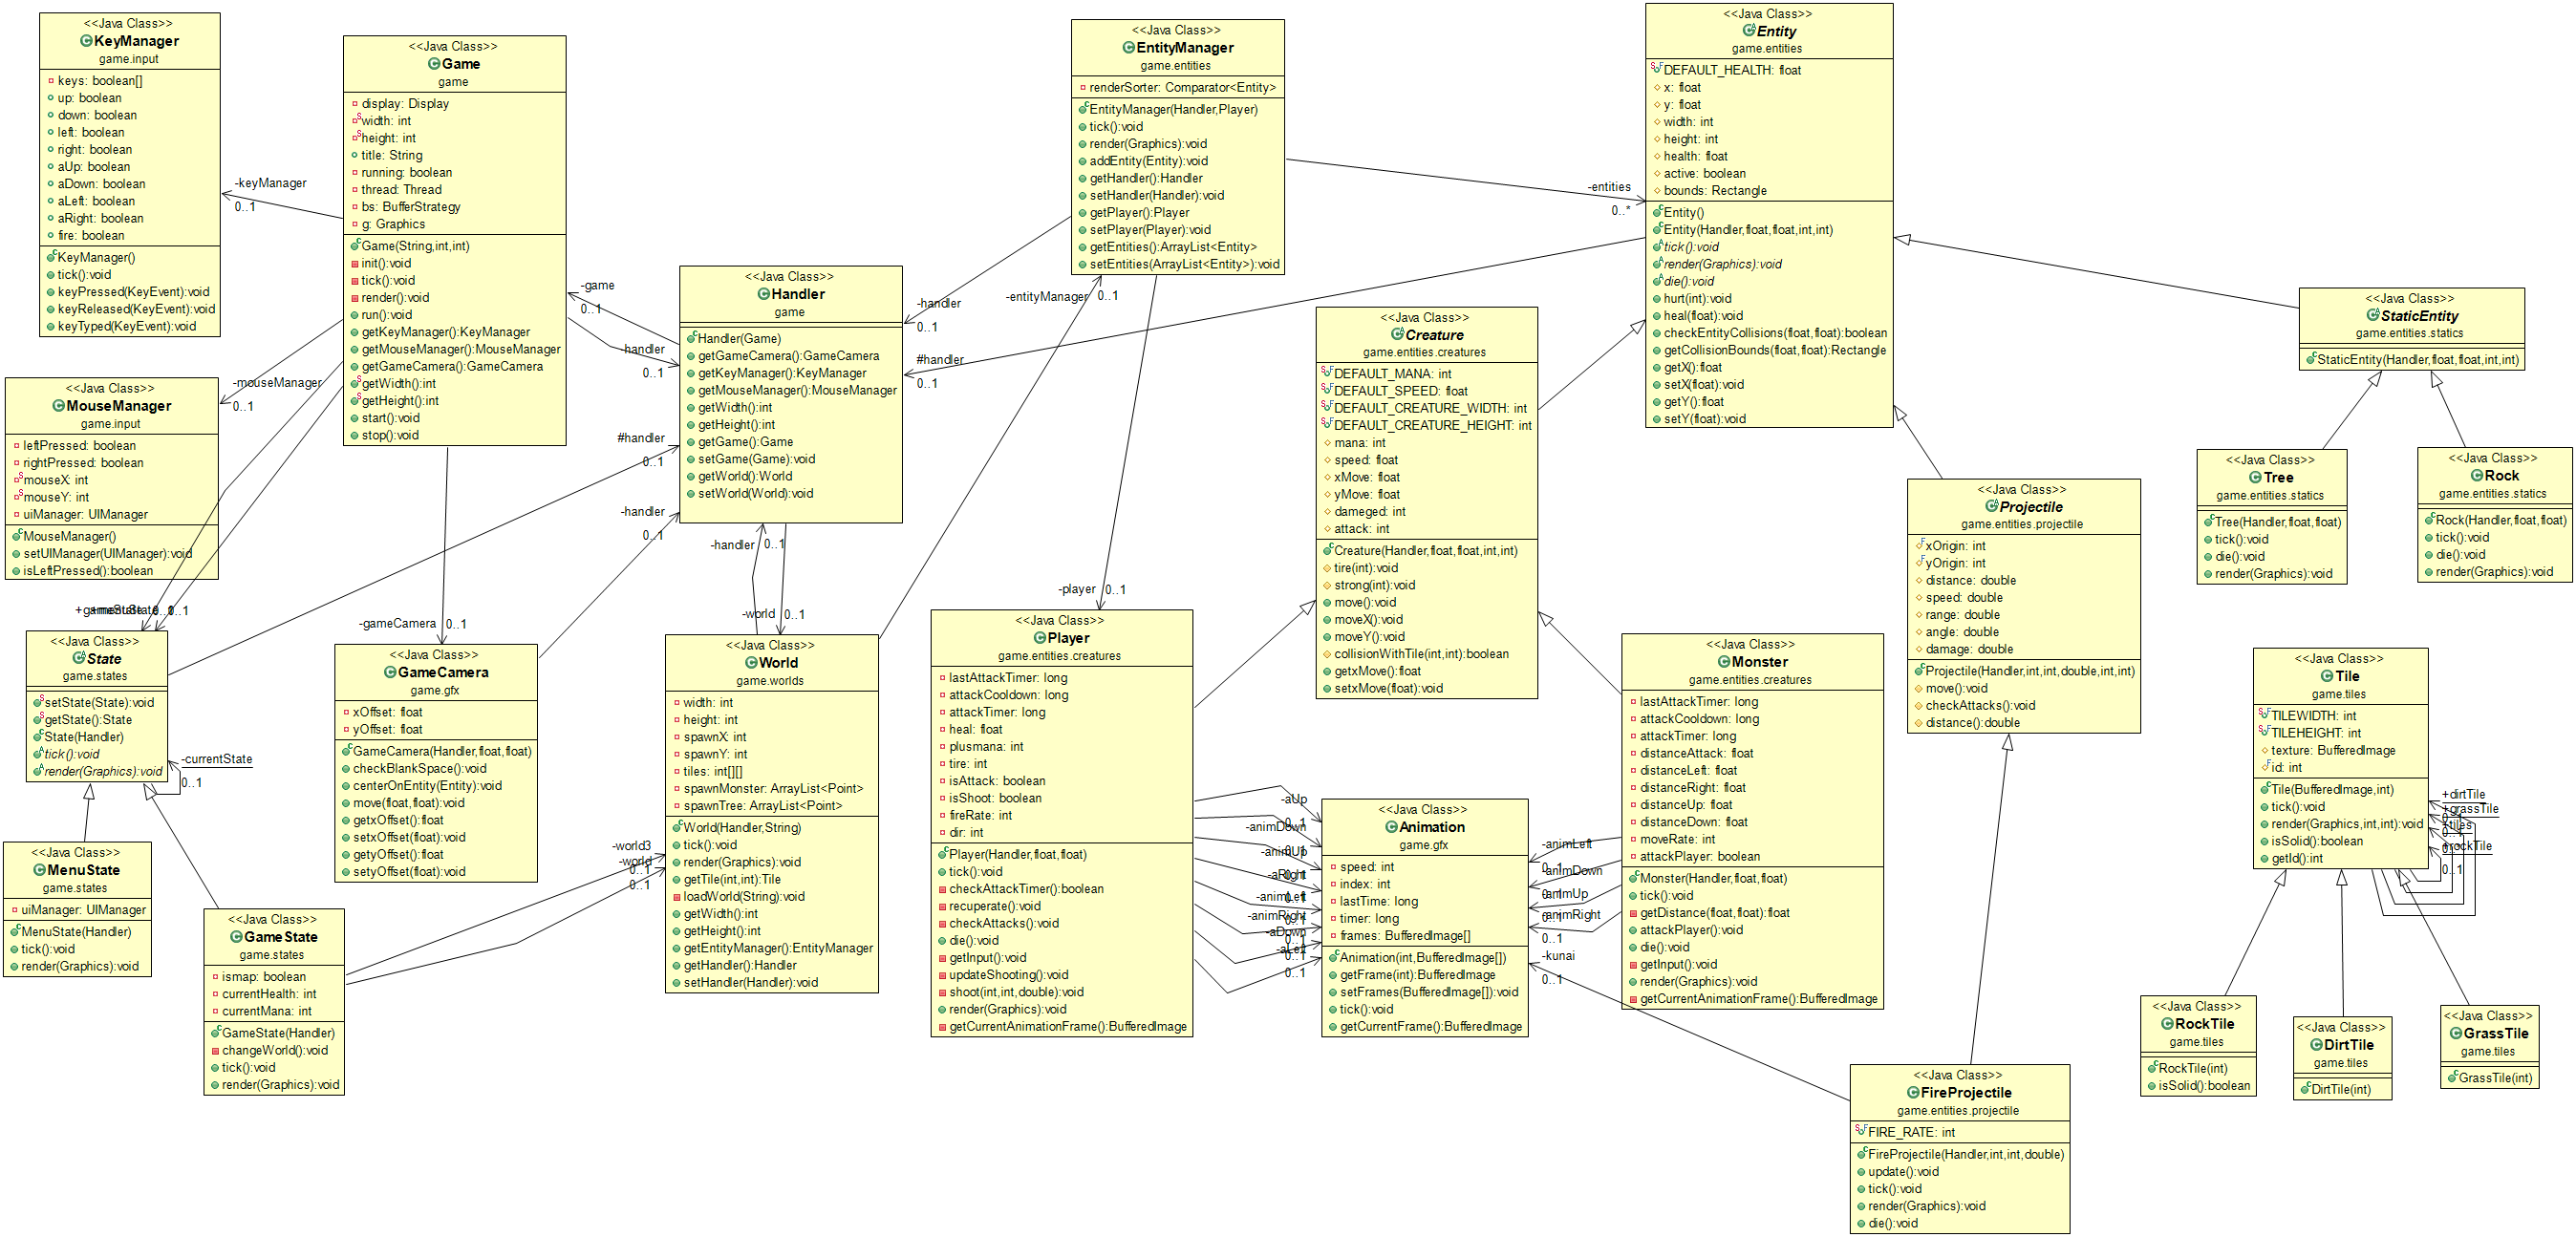 <<Java Class>>
KeyManager
game.input
keys: boolean[]
up: boolean
down: boolean
left: boolean
right: boolean
aUp: boolean
aDown: boolean
aLeft: boolean
aRight: boolean
fire: boolean
KeyManager()
tick():void
keyPressed(KeyEvent):void
keyReleased(KeyEvent):void
keyTyped(KeyEvent):void
<<Java Class>>
MouseManager
game.input
leftPressed: boolean
rightPressed: boolean
mouseX: int
mouseY: int
uiManager: UIManager
MouseManager()
setUIManager(UIManager):void
isLeftPressed():boolean
<<Java Class>>
State
game.states
setState(State):void
getState():State
State(Handler)
tick():void
render(Graphics):void
-currentState
0..1
<<Java Class>>
MenuState
game.states
uiManager: UIManager
MenuState(Handler)
tick():void
render(Graphics):void
<<Java Class>>
GameState
game.states
ismap: boolean
currentHealth: int
currentMana: int
GameState(Handler)
changeWorld():void
tick():void
render(Graphics):void
<<Java Class>>
Game
game
display: Display
width: int
height: int
title: String
running: boolean
thread: Thread
bs: BufferStrategy
g: Graphics
Game(String,int,int)
init():void
tick():void
render():void
run():void
getKeyManager():KeyManager
getMouseManager():MouseManager
getGameCamera():GameCamera
getWidth():int
getHeight():int
start():void
stop():void
-keyManager
0..1
-mouseManager
0..1
-gameCamera
0..1
-game
0..1
-handler
0..1
#handler
0..1
-handler
0..1
<<Java Class>>
GameCamera
game.gfx
xOffset: float
yOffset: float
GameCamera(Handler,float,float)
checkBlankSpace():void
centerOnEntity(Entity):void
move(float,float):void
getxOffset():float
setxOffset(float):void
getyOffset():float
setyOffset(float):void
<<Java Class>>
Handler
game
Handler(Game)
getGameCamera():GameCamera
getKeyManager():KeyManager
getMouseManager():MouseManager
getWidth():int
getHeight():int
getGame():Game
setGame(Game):void
getWorld():World
setWorld(World):void
-handler
0..1
-world
0..1
<<Java Class>>
World
game.worlds
width: int
height: int
spawnX: int
spawnY: int
tiles: int[][]
spawnMonster: ArrayList<Point>
spawnTree: ArrayList<Point>
World(Handler,String)
tick():void
render(Graphics):void
getTile(int,int):Tile
loadWorld(String):void
getWidth():int
getHeight():int
getEntityManager():EntityManager
getHandler():Handler
setHandler(Handler):void
-world3
0..1
-world
0..1
<<Java Class>>
EntityManager
game.entities
renderSorter: Comparator<Entity>
EntityManager(Handler,Player)
tick():void
render(Graphics):void
addEntity(Entity):void
getHandler():Handler
setHandler(Handler):void
getPlayer():Player
setPlayer(Player):void
getEntities():ArrayList<Entity>
setEntities(ArrayList<Entity>):void
-entityManager
0..1
-handler
0..1
#handler
0..1
-player
0..1
-entities
0..*
<<Java Class>>
Player
game.entities.creatures
lastAttackTimer: long
attackCooldown: long
attackTimer: long
heal: float
plusmana: int
tire: int
isAttack: boolean
isShoot: boolean
fireRate: int
dir: int
Player(Handler,float,float)
tick():void
checkAttackTimer():boolean
recuperate():void
checkAttacks():void
die():void
getInput():void
updateShooting():void
shoot(int,int,double):void
render(Graphics):void
getCurrentAnimationFrame():BufferedImage
-aUp
-animDown
-animUp
-aRight
-animLeft
-animRight
-aDown
-aLeft
0..1
<<Java Class>>
Creature
game.entities.creatures
DEFAULT_MANA: int
DEFAULT_SPEED: float
DEFAULT_CREATURE_WIDTH: int
DEFAULT_CREATURE_HEIGHT: int
mana: int
speed: float
xMove: float
yMove: float
dameged: int
attack: int
Creature(Handler,float,float,int,int)
tire(int):void
strong(int):void
move():void
moveX():void
moveY():void
collisionWithTile(int,int):boolean
getxMove():float
setxMove(float):void
<<Java Class>>
Animation
game.gfx
speed: int
index: int
lastTime: long
timer: long
frames: BufferedImage[]
Animation(int,BufferedImage[])
getFrame(int):BufferedImage
setFrames(BufferedImage[]):void
tick():void
getCurrentFrame():BufferedImage
-animLeft
-animDown
-animUp
-animRight
0..1
-kunai
0..1
<<Java Class>>
Entity
game.entities
DEFAULT_HEALTH: float
x: float
y: float
width: int
height: int
health: float
active: boolean
bounds: Rectangle
Entity()
Entity(Handler,float,float,int,int)
tick():void
render(Graphics):void
die():void
hurt(int):void
heal(float):void
checkEntityCollisions(float,float):boolean
getCollisionBounds(float,float):Rectangle
getX():float
setX(float):void
getY():float
setY(float):void
<<Java Class>>
Monster
game.entities.creatures
lastAttackTimer: long
attackCooldown: long
attackTimer: long
distanceAttack: float
distanceLeft: float
distanceRight: float
distanceUp: float
distanceDown: float
moveRate: int
attackPlayer: boolean
Monster(Handler,float,float)
tick():void
getDistance(float,float):float
attackPlayer():void
die():void
getInput():void
render(Graphics):void
getCurrentAnimationFrame():BufferedImage
<<Java Class>>
Projectile
game.entities.projectile
xOrigin: int
yOrigin: int
distance: double
speed: double
range: double
angle: double
damage: double
Projectile(Handler,int,int,double,int,int)
move():void
checkAttacks():void
distance():double
<<Java Class>>
FireProjectile
game.entities.projectile
FIRE_RATE: int
FireProjectile(Handler,int,int,double)
update():void
tick():void
render(Graphics):void
die():void
<<Java Class>>
StaticEntity
game.entities.statics
StaticEntity(Handler,float,float,int,int)
<<Java Class>>
Tree
game.entities.statics
Tree(Handler,float,float)
tick():void
die():void
render(Graphics):void
<<Java Class>>
Rock
game.entities.statics
Rock(Handler,float,float)
tick():void
die():void
render(Graphics):void
<<Java Class>>
Tile
game.tiles
TILEWIDTH: int
TILEHEIGHT: int
texture: BufferedImage
id: int
Tile(BufferedImage,int)
tick():void
render(Graphics,int,int):void
isSolid():boolean
getId():int
+dirtTile
+grassTile
0..1
<<Java Class>>
RockTile
game.tiles
RockTile(int)
isSolid():boolean
<<Java Class>>
DirtTile
game.tiles
DirtTile(int)
<<Java Class>>
GrassTile
game.tiles
GrassTile(int)